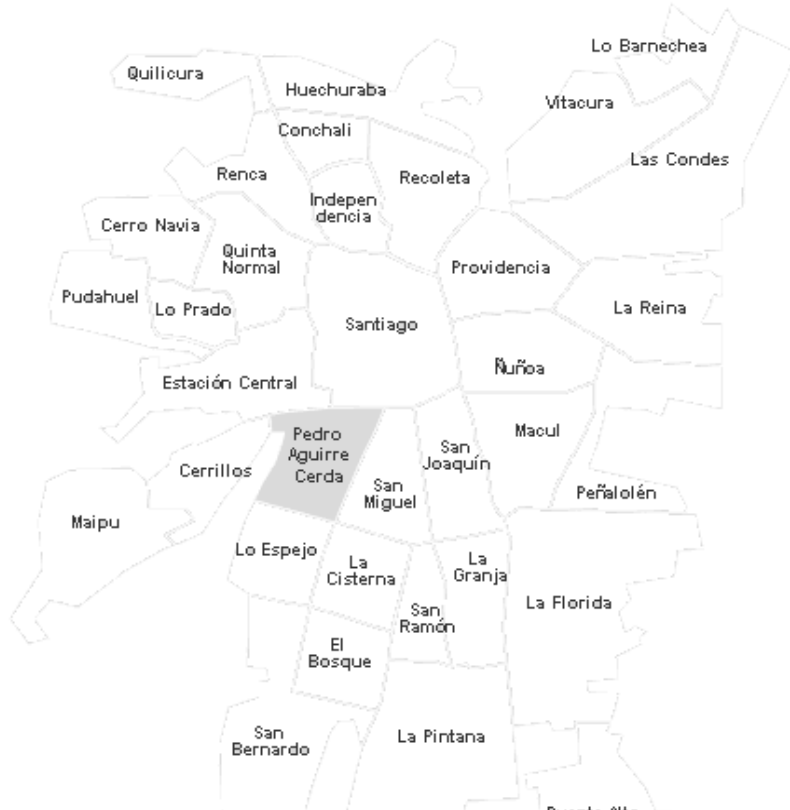 Lo Barnechea
Quilicura
Huechuraba
Vitacura
Conchali
Las Condes
Renca
Recoleta
Indepen
dencia
Cerro Navia
Quinta
Normal
Providencia
Pudahuel
Lo Prado
La Reina
Santiago
Ñuñoa
Estación Central
Pedro
Aguirre
Cerda
San
Joaquín
Macul
Cerrillos
San
Miguel
Peñalolén
Maipu
Lo Espejo
La
Cisterna
La
Granja
La Florida
San
Ramón
El
Bosque
San
Bernardo
La Pintana